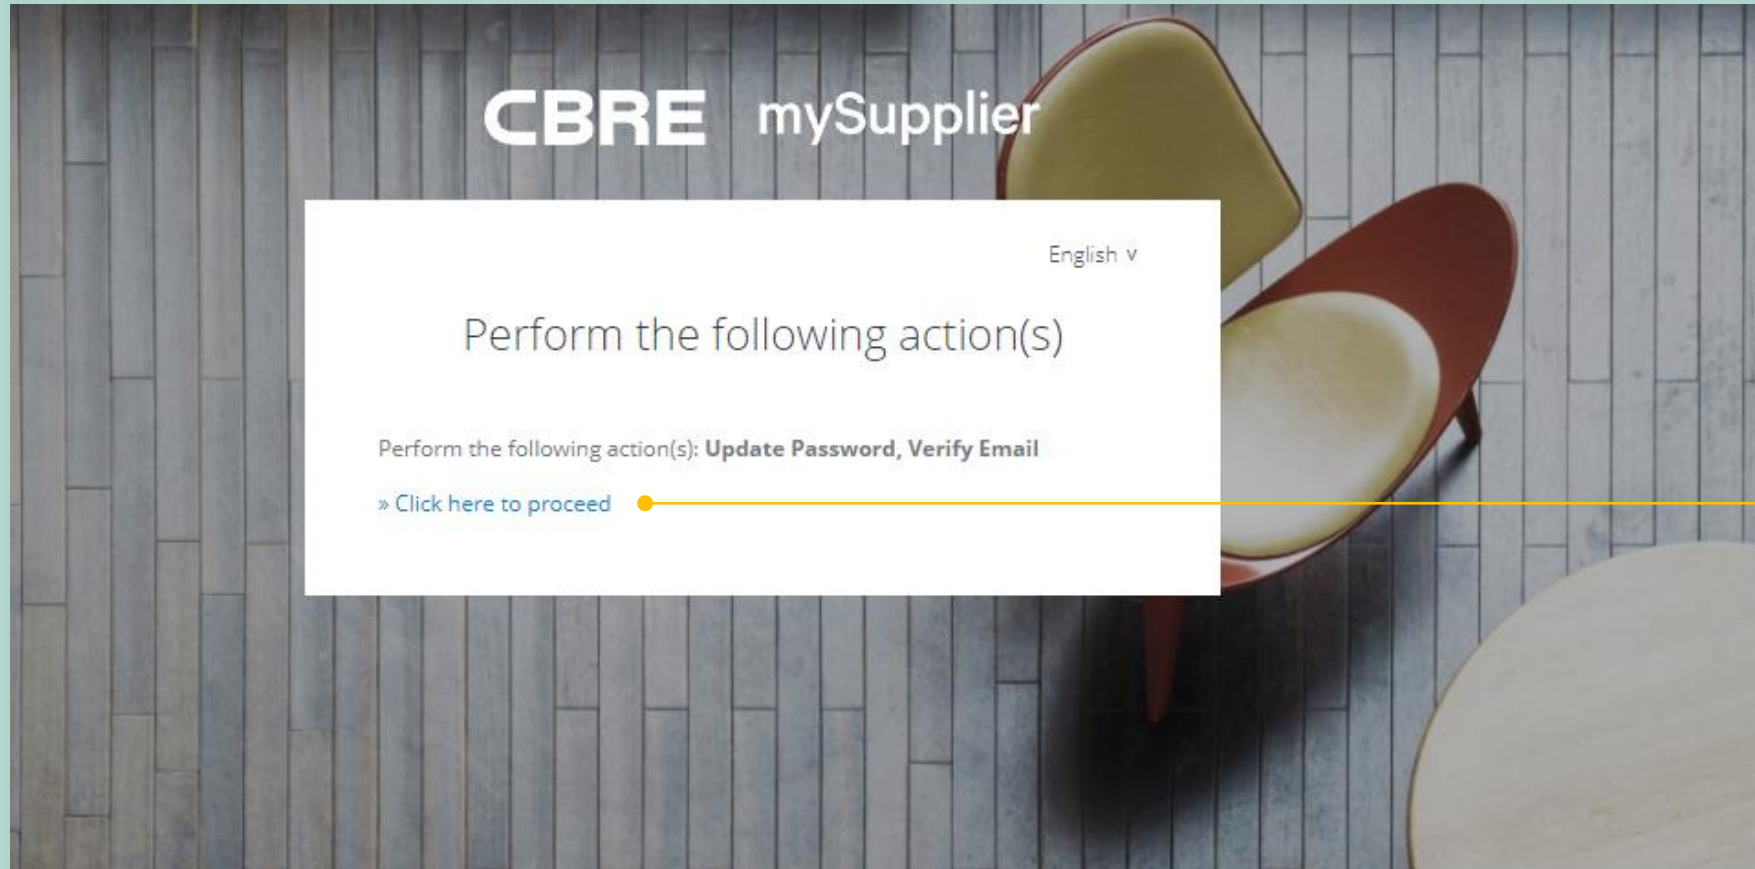 CBRE mySupplier
English v
Perform the following action(s)
Perform the following action(s): Update Password, Verify Email
» Click here to proceed